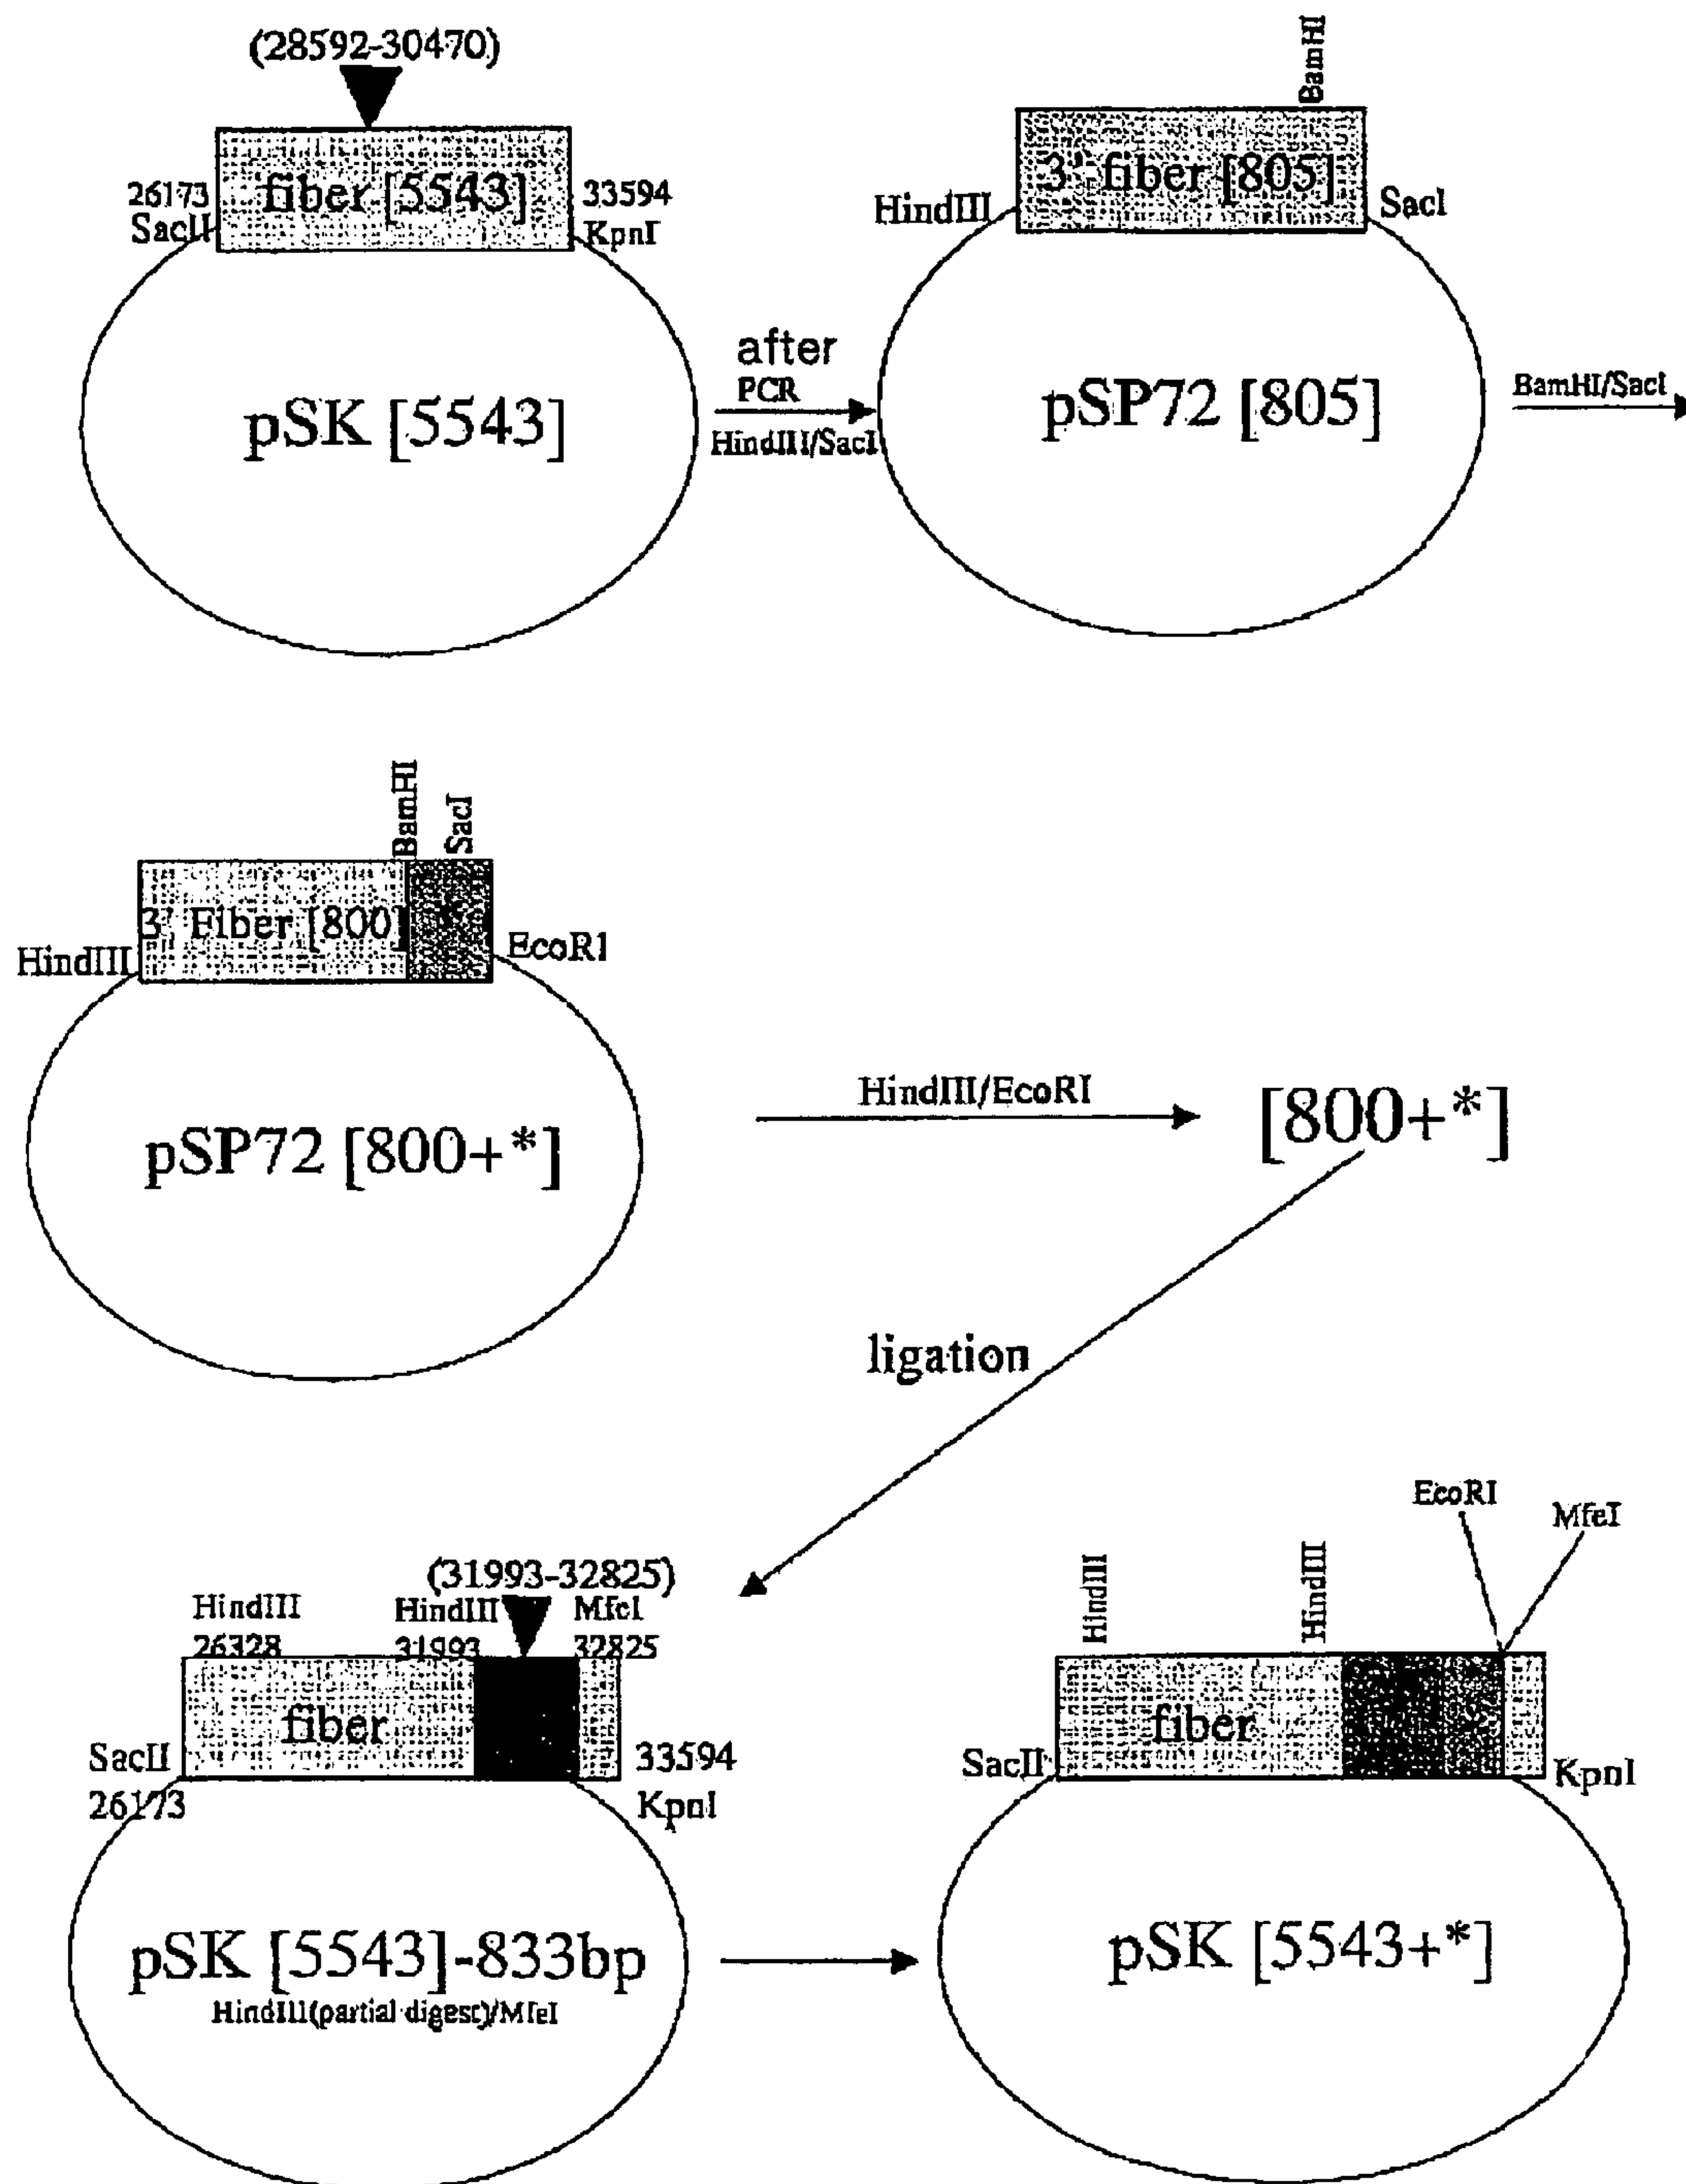 (28592-30470)
BamHI
fiber [5543]
26173
SacII
33594
KpnI
3'-fiber [805]
HindIII
SacI
pSK [5543]
after
PCR
HindIII/SacI
pSP72 [805]
BamHI/SacI
BamHI
SacI
3' Fiber [800]
*
HindIII
EcoRI
pSP72 [800+*]
HindIII/EcoRI
[800+*]
ligation
EcoRI
MfeI
(31993-32825)
HindIII
26328
HindIII
31993
MfeI
32825
HindIII
HindIII
fiber
SacII
26173
33594
KpnI
fiber
SacII
KpnI
pSK [5543]-833bp
HindIII(partial digest)/MfeI
pSK [5543+*]